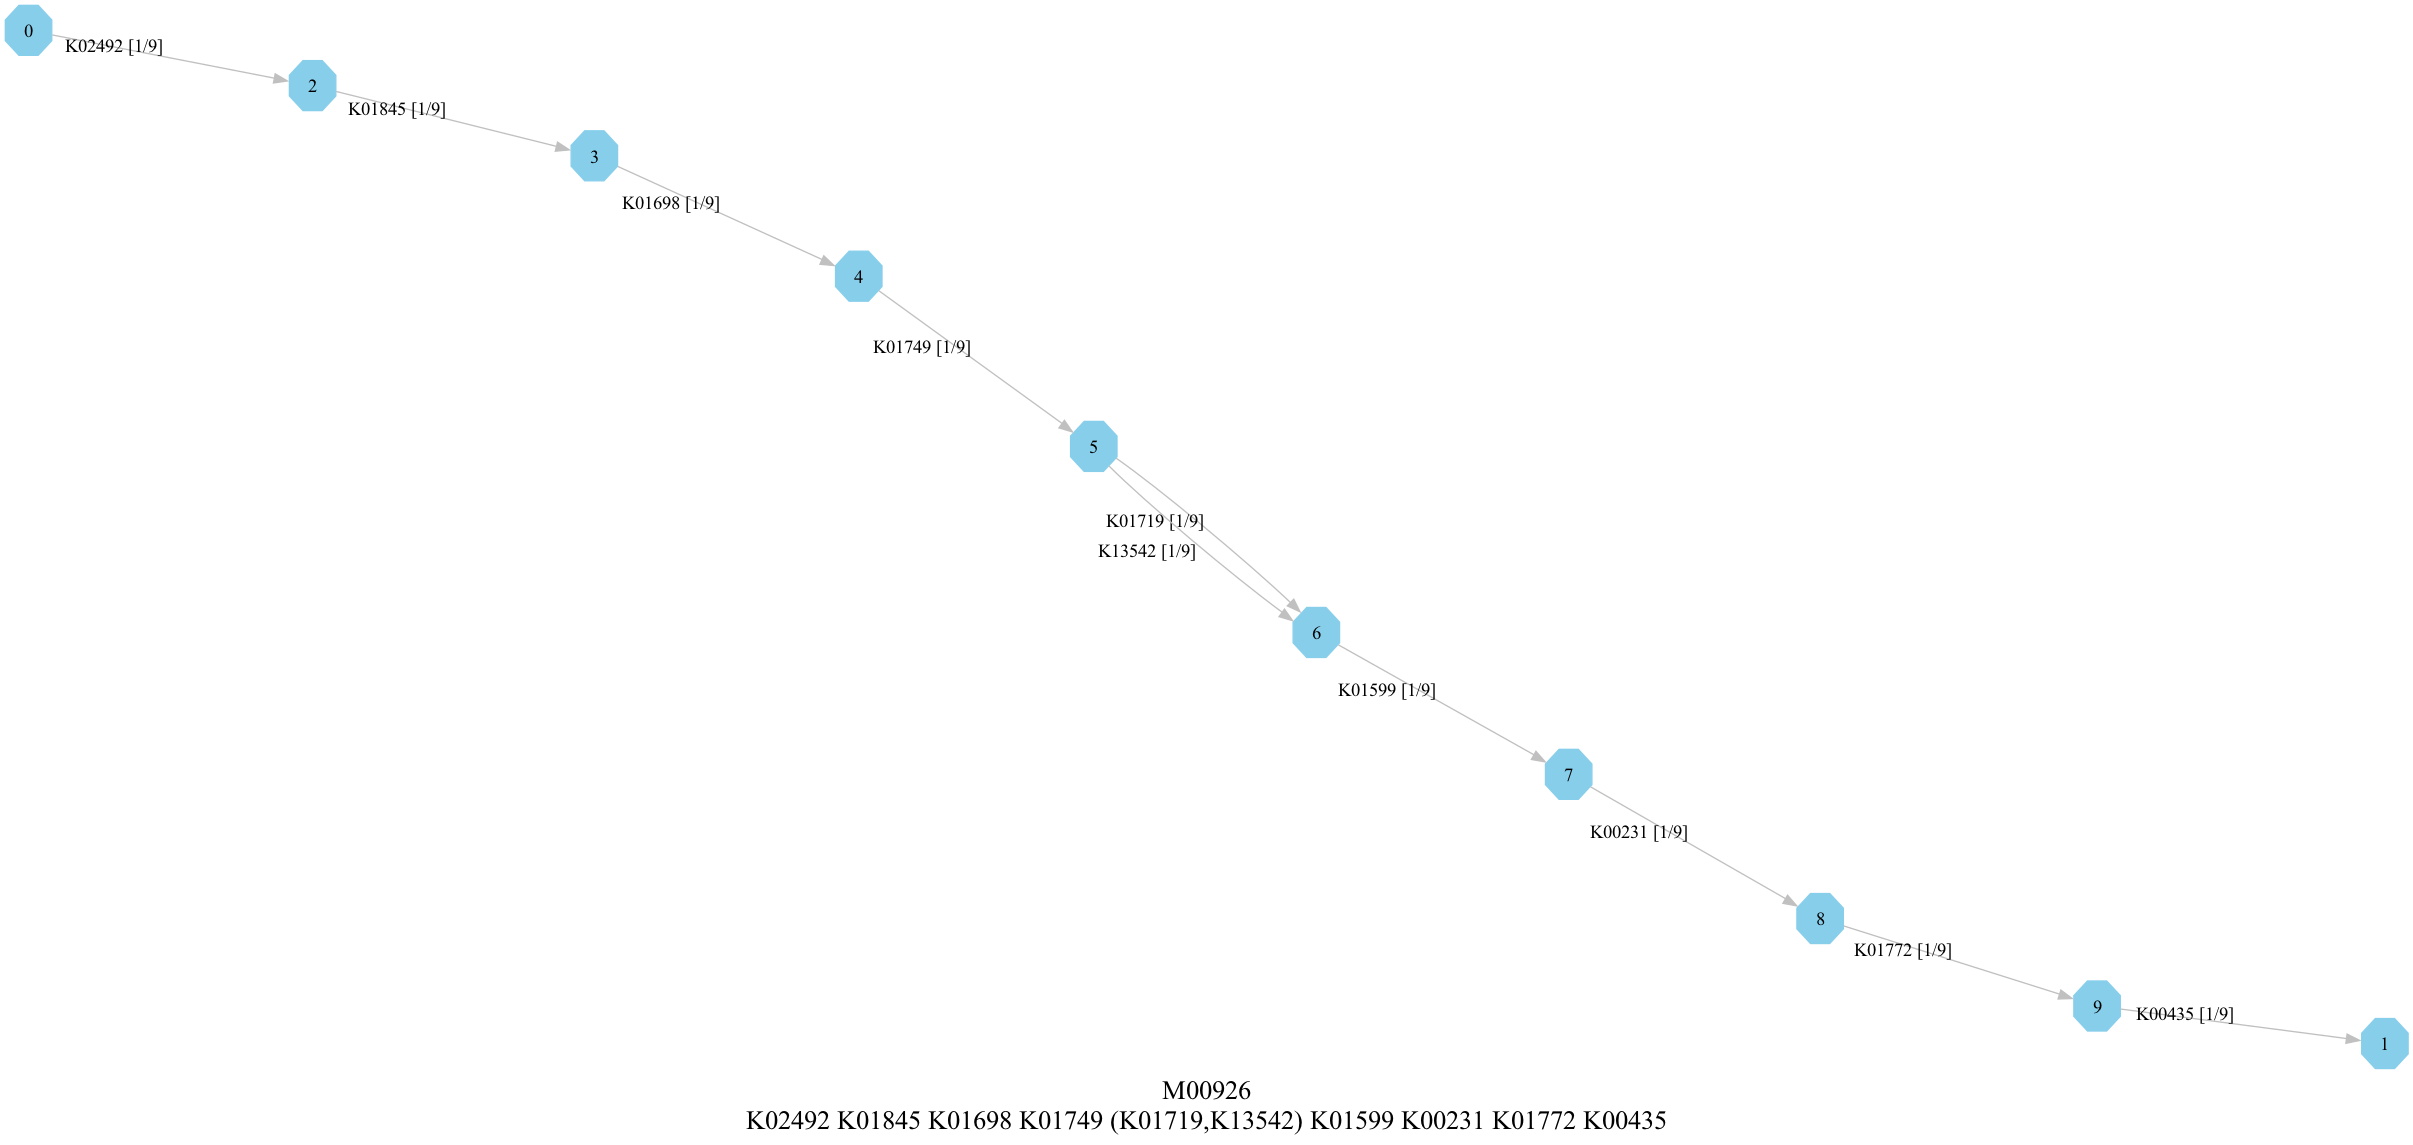 0
K02492 [1/9]
2
K01845 [1/9]
3
K01698 [1/9]
4
K01749 [1/9]
5
K01719 [1/9]
K13542 [1/9]
6
K01599 [1/9]
7
K00231 [1/9]
8
K01772 [1/9]
9
K00435 [1/9]
1
M00926
K02492 K01845 K01698 K01749 (K01719,K13542) K01599 K00231 K01772 K00435